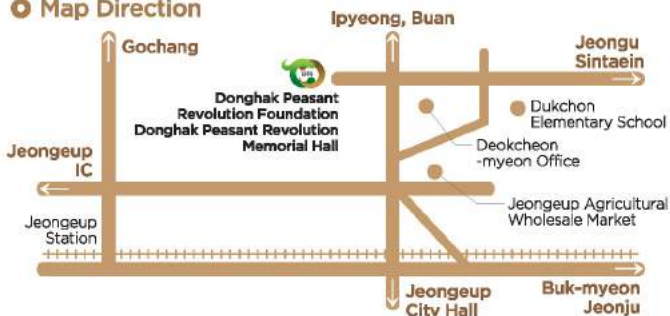 Map Direction
Ipyeong, Buan
Gochang
Jeongu
Sintaein
Donghak Peasant
Revolution Foundation
Donghak Peasant Revolution
Memorial Hall
Dukchon
Elementary School
Deokcheon
-myeon Office
Jeongeup
IC
Jeongeup Agricultural
Wholesale Market
Jeongeup
Station
Jeongeup
City Hall
Buk-myeon
Jeonju